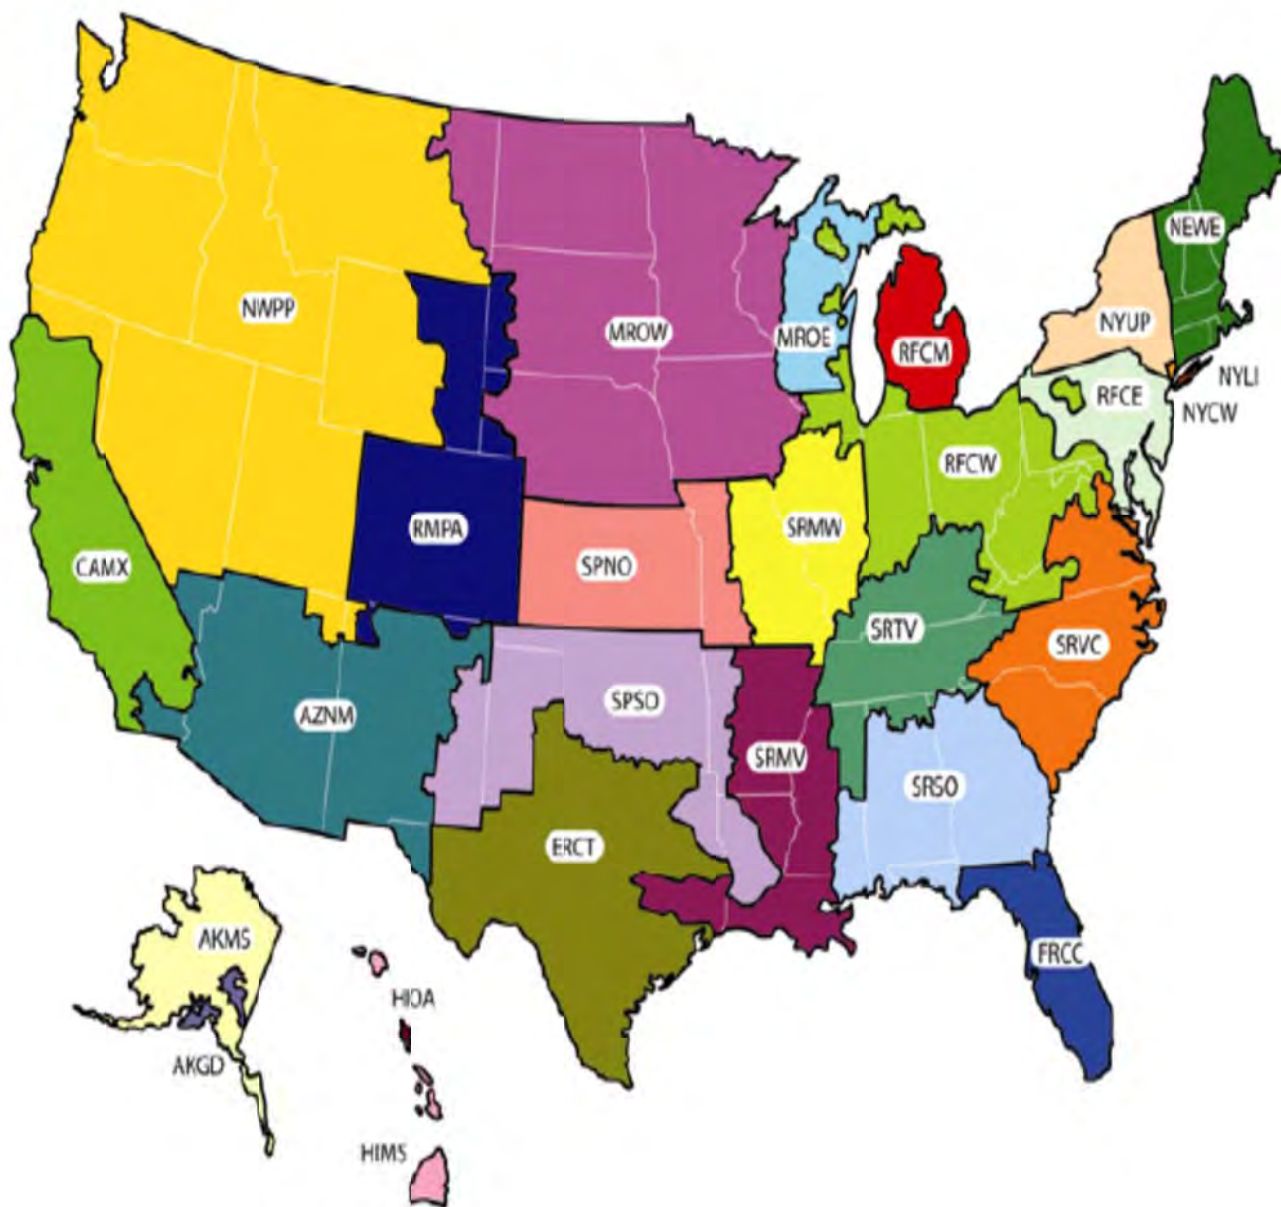 NEWE
NWPP
NYUP
MROW
MROE
RFCM
NYLI
RFCE
NYCW
RFCW
RMPA
SRMW
CAMX
SPNO
SRTV
SRVC
SPSO
AZNM
SRMV
SRSO
ERCT
AKMS
FRCC
HIOA
AKGD
HIMS